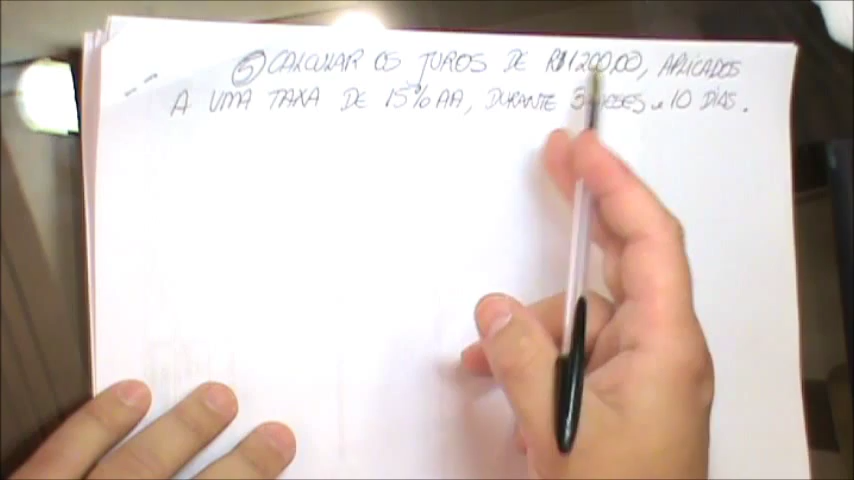 5 CALCULAR OS JUROS DE R$1200,00, APLICADOS
A UMA TAXA DE 15% AA, DURANTE 3 MESES e 10 DIAS.